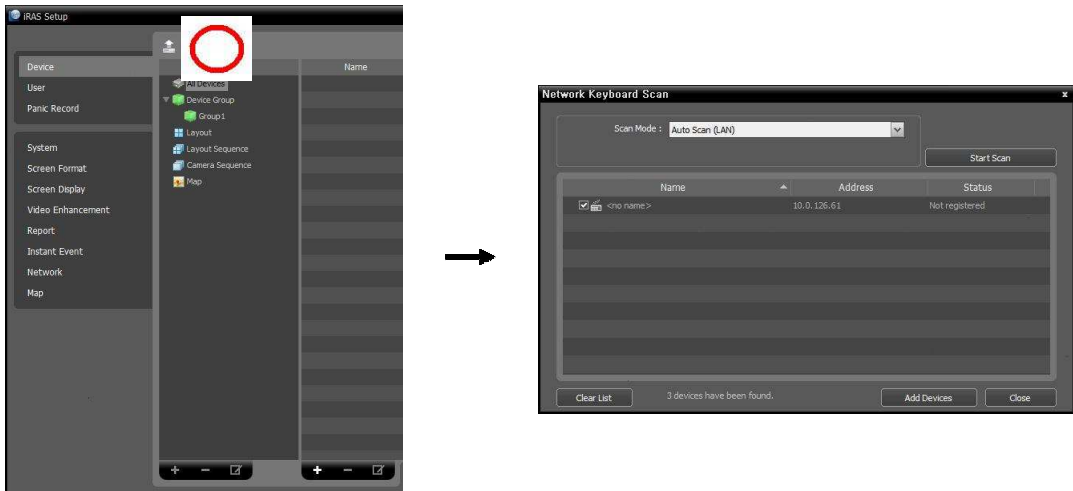 iRAS Setup
Device
User
Panic Record
System
Screen Format
Screen Display
Video Enhancement
Report
Instant Event
Network
Map
All Devices
Device Group
Group1
Layout
Layout Sequence
Camera Sequence
Map
Name
Network Keyboard Scan
x
Scan Mode :
Auto Scan (LAN)
Start Scan
Name Address Status
<no name> 10.0.126.61 Not registered
Clear List
3 devices have been found.
Add Devices
Close